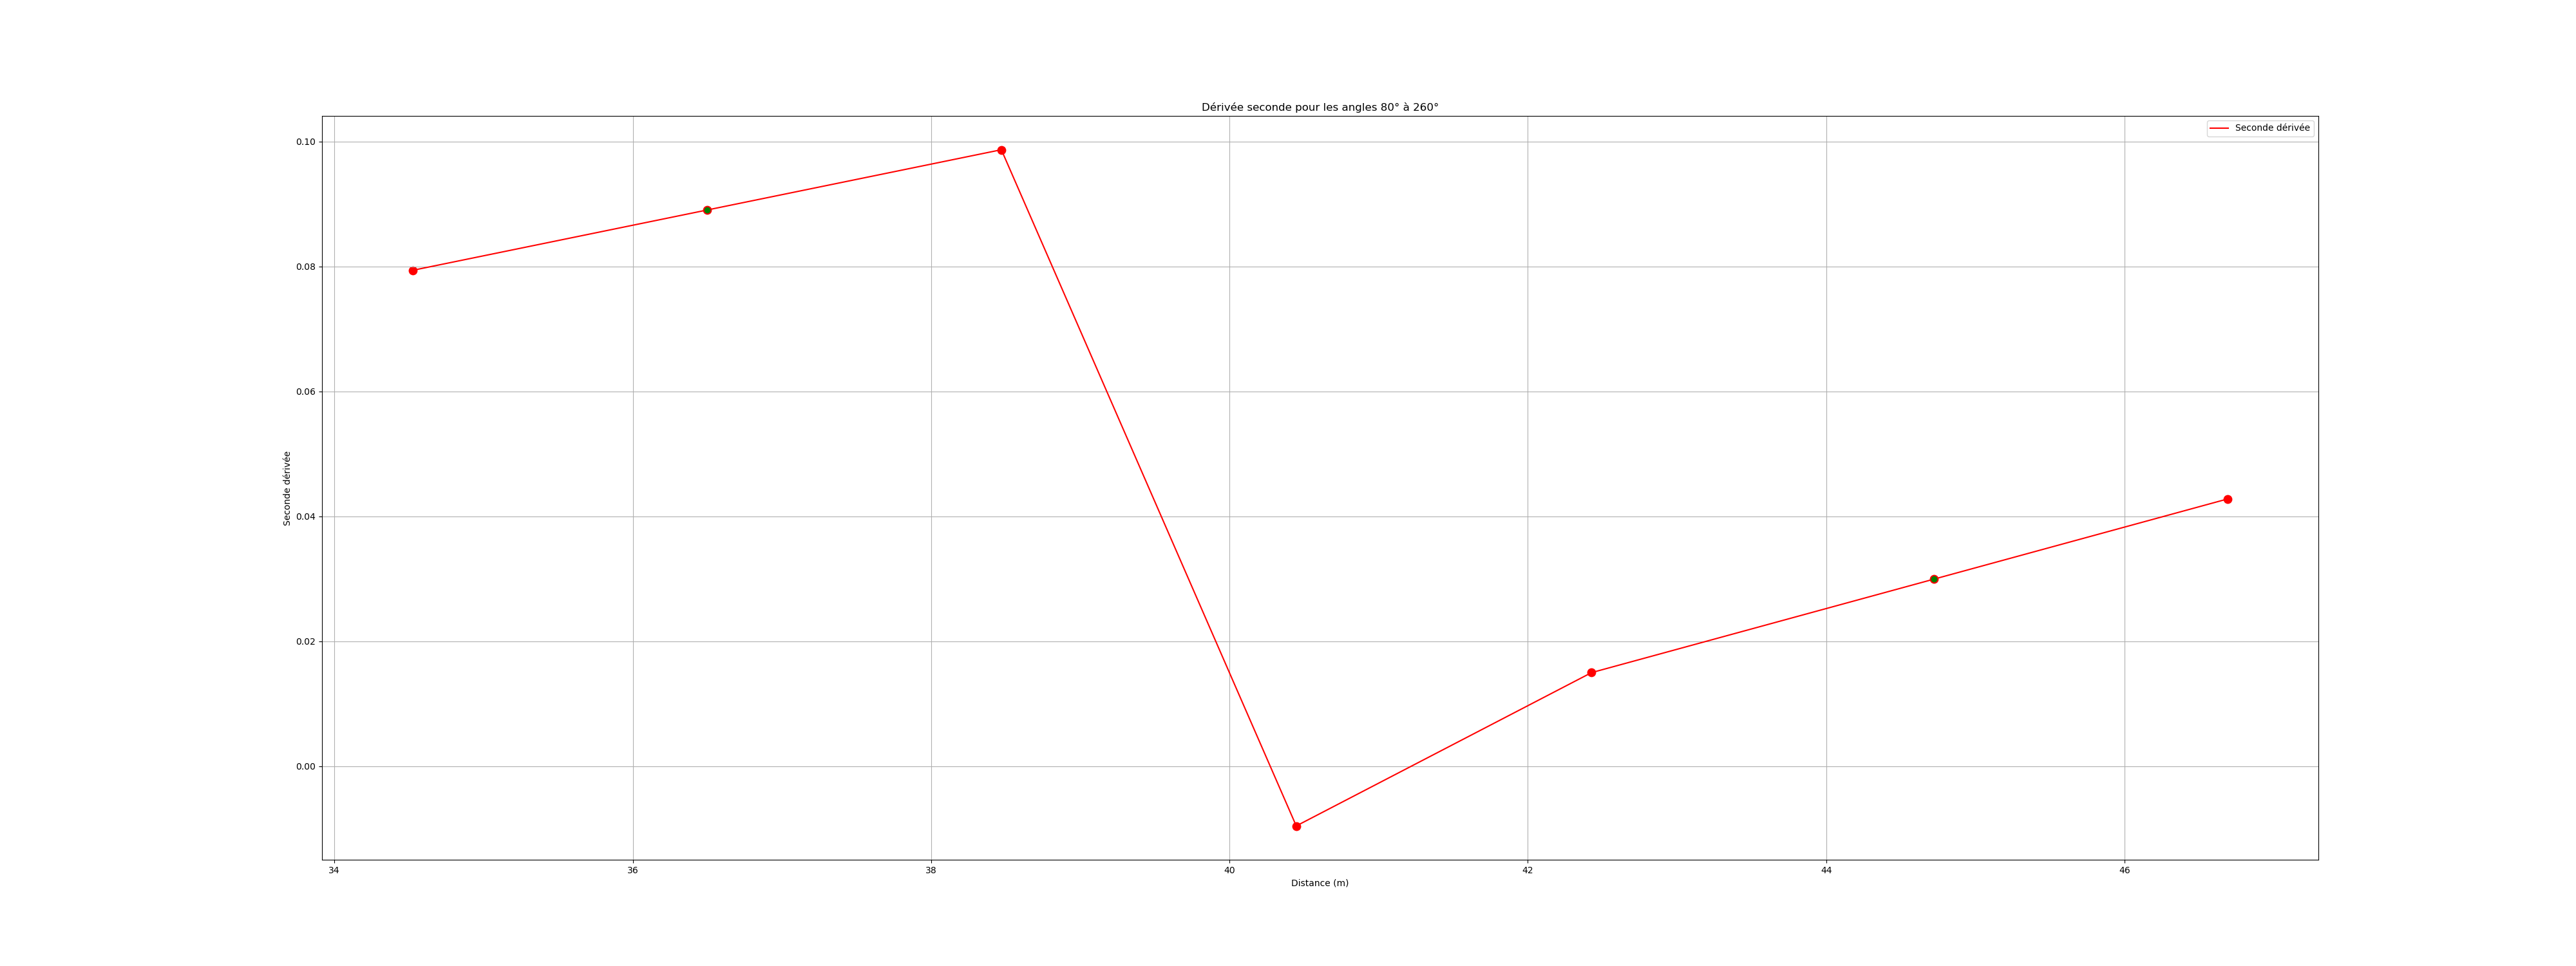 Dérivée seconde pour les angles 80° à 260°
Seconde dérivée
0.10
0.08
0.06
0.04
0.02
0.00
Seconde dérivée
34 36 38 40 42 44 46
Distance (m)